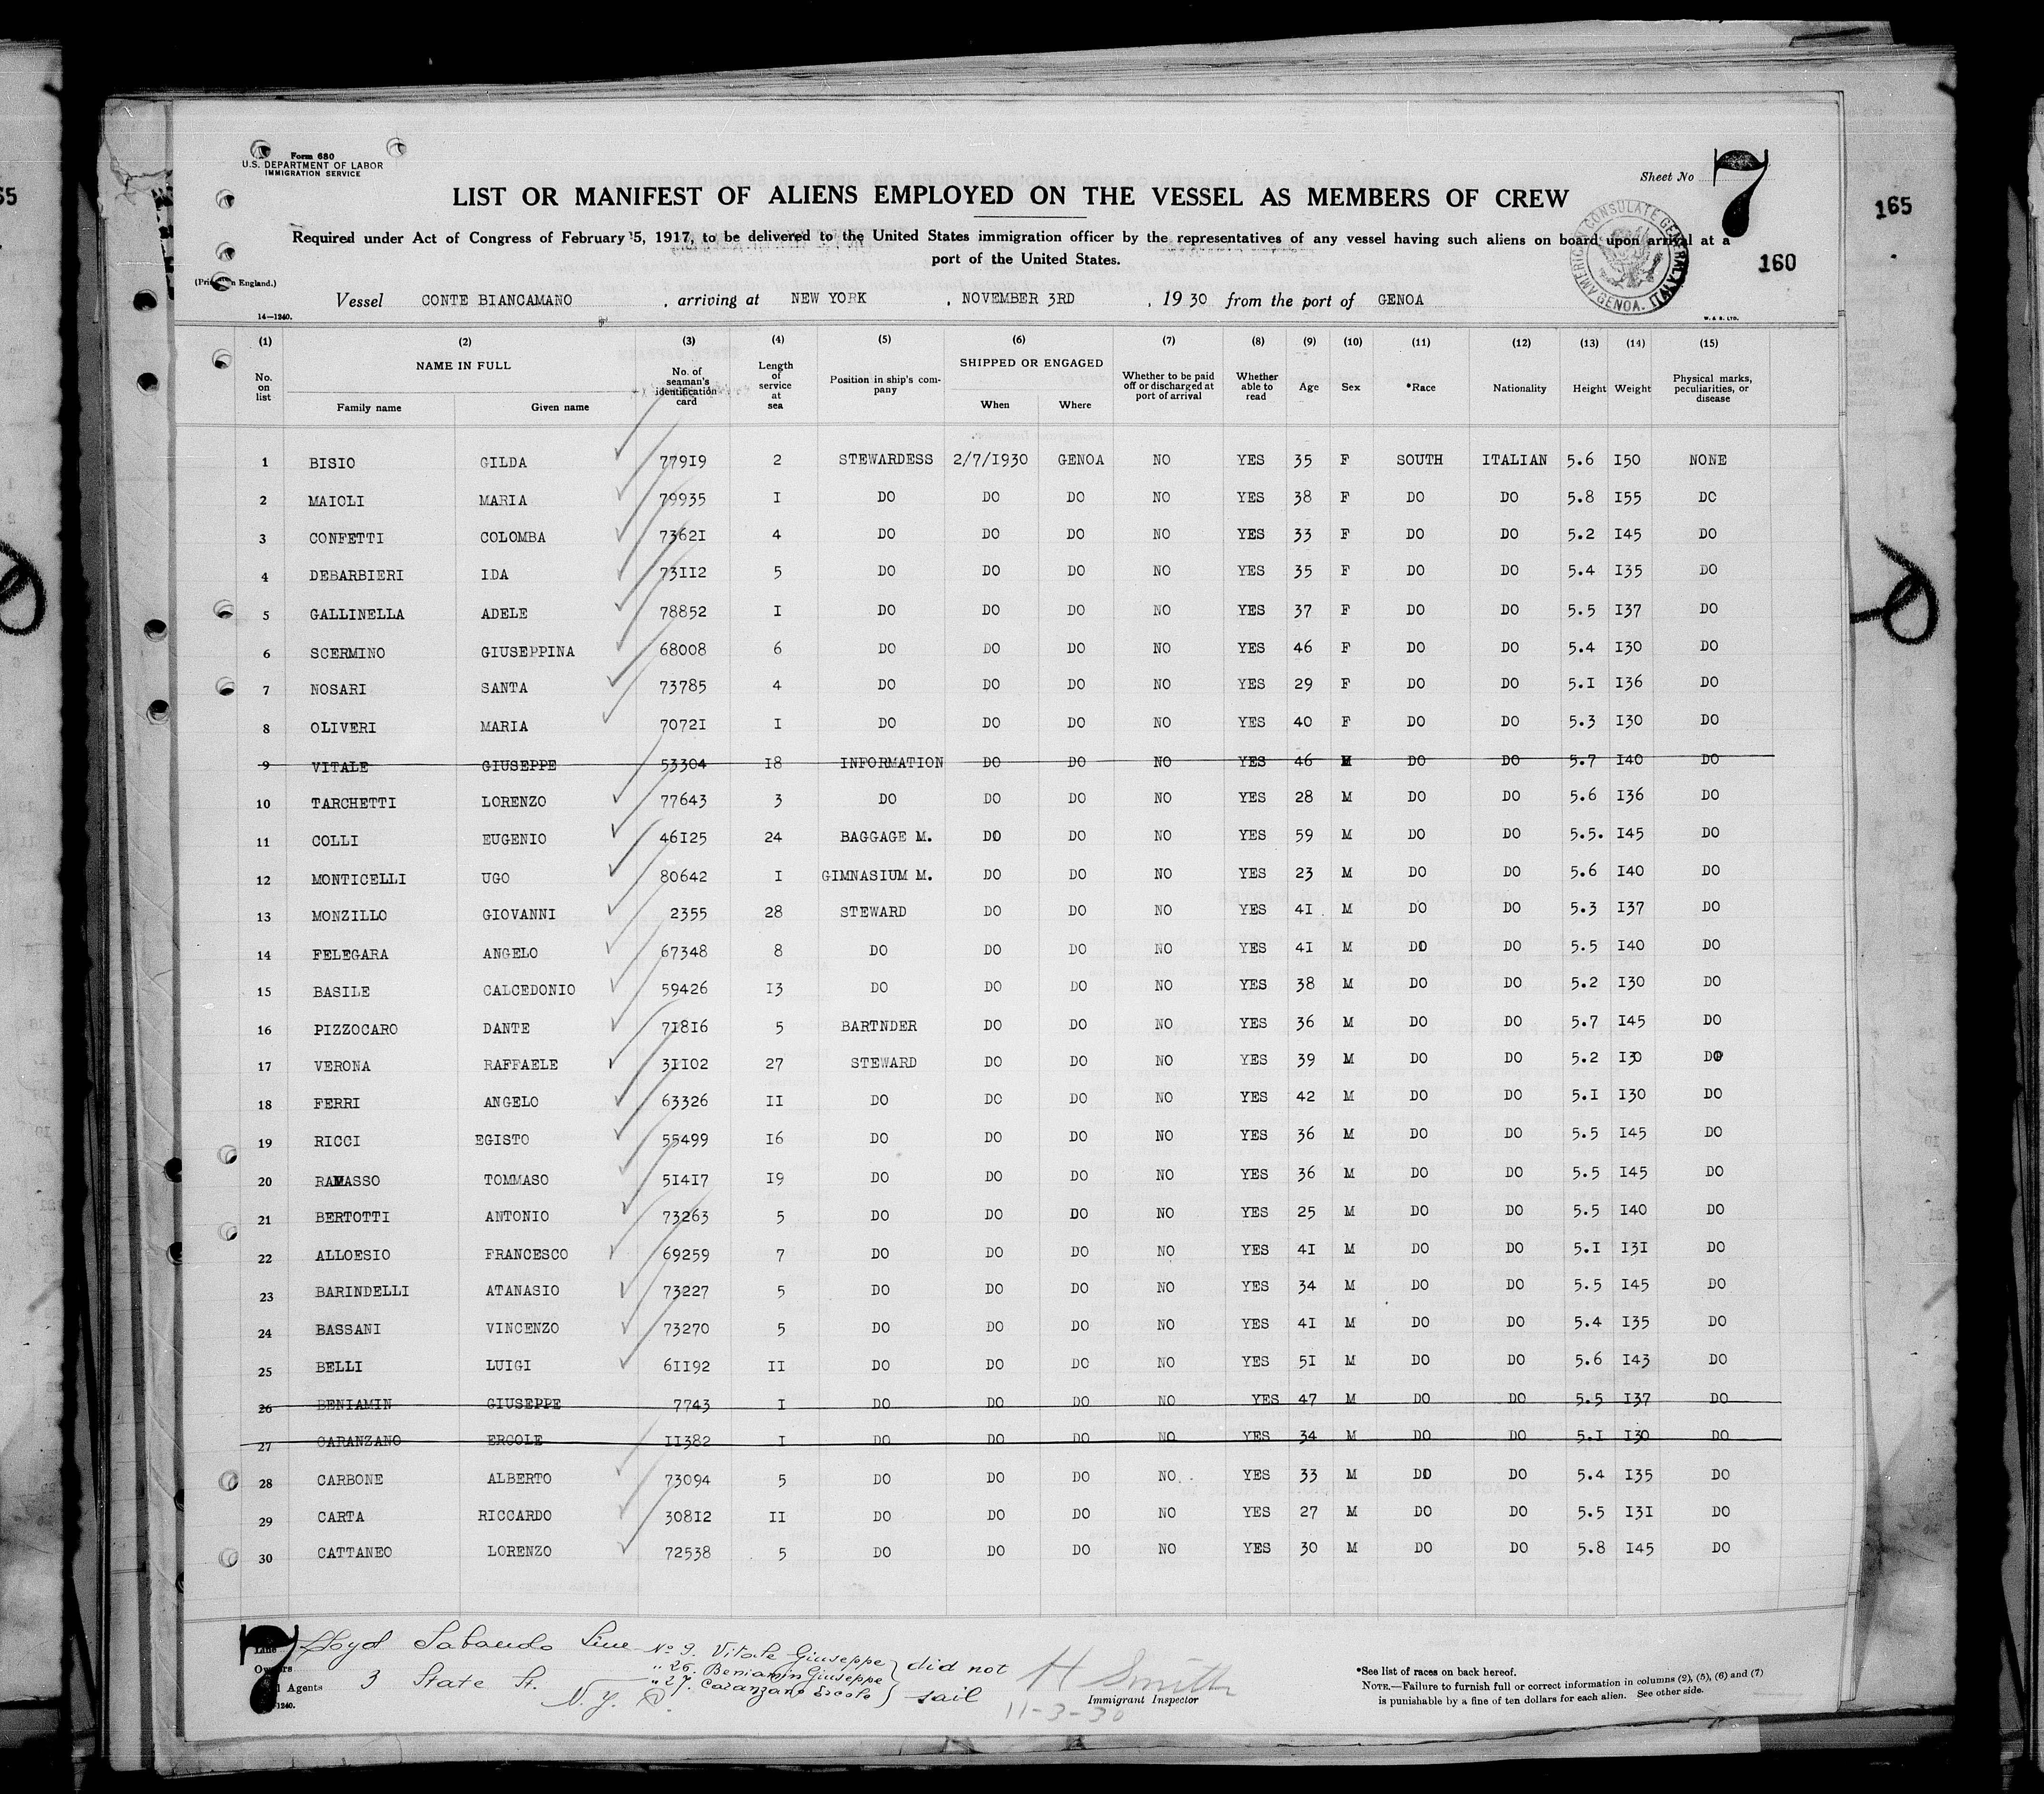 Form 680
U.S. DEPARTMENT OF LABOR
IMMIGRATION SERVICE
Sheet No 7
LIST OR MANIFEST OF ALIENS EMPLOYED ON THE VESSEL AS MEMBERS OF CREW
165
Required under Act of Congress of February 5, 1917, to be delivered to the United States immigration officer by the representatives of any vessel having such aliens on board upon arrival at a
port of the United States.
160
AMERICAN CONSULATE GENERAL GENOA. ITALY
Vessel CONTE BIANCAMANO , arriving at NEW YORK , NOVEMBER 3RD , 1930 from the port of GENOA
14—1240.
W. & S. LTD.
(1) (2) (3) (4) (5) (6) (7) (8) (9) (10) (11) (12) (13) (14) (15)
No. on list NAME IN FULL Family name Given name No. of seaman's identification card Length of service at sea Position in ship's company SHIPPED OR ENGAGED When Where Whether to be paid off or discharged at port of arrival Whether able to read Age Sex *Race Nationality Height Weight Physical marks, peculiarities, or disease
1 BISIO GILDA 77919 2 STEWARDESS 2/7/1930 GENOA NO YES 35 F SOUTH ITALIAN 5.6 150 NONE
2 MAIOLI MARIA 79935 I DO DO DO NO YES 38 F DO DO 5.8 155 DO
3 CONFETTI COLOMBA 73621 4 DO DO DO NO YES 33 F DO DO 5.2 145 DO
4 DEBARBIERI IDA 73112 5 DO DO DO NO YES 35 F DO DO 5.4 135 DO
5 GALLINELLA ADELE 78852 I DO DO DO NO YES 37 F DO DO 5.5 137 DO
6 SCERMINO GIUSEPPINA 68008 6 DO DO DO NO YES 46 F DO DO 5.4 130 DO
7 NOSARI SANTA 73785 4 DO DO DO NO YES 29 F DO DO 5.1 136 DO
8 OLIVERI MARIA 70721 I DO DO DO NO YES 40 F DO DO 5.3 130 DO
9 VITALE GIUSEPPE 53304 18 INFORMATION DO DO NO YES 46 M DO DO 5.7 140 DO
10 TARCHETTI LORENZO 77643 3 DO DO DO NO YES 28 M DO DO 5.6 136 DO
11 COLLI EUGENIO 46125 24 BAGGAGE M. DO DO NO YES 59 M DO DO 5.5. 145 DO
12 MONTICELLI UGO 80642 I GIMNASIUM M. DO DO NO YES 23 M DO DO 5.6 140 DO
13 MONZILLO GIOVANNI 2355 28 STEWARD DO DO NO YES 41 M DO DO 5.3 137 DO
14 FELEGARA ANGELO 67348 8 DO DO DO NO YES 41 M DO DO 5.5 140 DO
15 BASILE CALCEDONIO 59426 13 DO DO DO NO YES 38 M DO DO 5.2 130 DO
16 PIZZOCARO DANTE 71816 5 BARTNDER DO DO NO YES 36 M DO DO 5.7 145 DO
17 VERONA RAFFAELE 31102 27 STEWARD DO DO NO YES 39 M DO DO 5.2 130 DO
18 FERRI ANGELO 63326 II DO DO DO NO YES 42 M DO DO 5.1 130 DO
19 RICCI EGISTO 55499 16 DO DO DO NO YES 36 M DO DO 5.5 145 DO
20 RAMASSO TOMMASO 51417 19 DO DO DO NO YES 36 M DO DO 5.5 145 DO
21 BERTOTTI ANTONIO 73263 5 DO DO DO NO YES 25 M DO DO 5.5 140 DO
22 ALLOESIO FRANCESCO 69259 7 DO DO DO NO YES 41 M DO DO 5.1 131 DO
23 BARINDELLI ATANASIO 73227 5 DO DO DO NO YES 34 M DO DO 5.5 145 DO
24 BASSANI VINCENZO 73270 5 DO DO DO NO YES 41 M DO DO 5.4 135 DO
25 BELLI LUIGI 61192 II DO DO DO NO YES 51 M DO DO 5.6 143 DO
26 BENIAMIN GIUSEPPE 7743 I DO DO DO NO YES 47 M DO DO 5.5 137 DO
27 CARANZANO ERCOLE 11382 I DO DO DO NO YES 34 M DO DO 5.1 130 DO
28 CARBONE ALBERTO 73094 5 DO DO DO NO. YES 33 M DO DO 5.4 135 DO
29 CARTA RICCARDO 30812 II DO DO DO NO YES 27 M DO DO 5.5 131 DO
30 CATTANEO LORENZO 72538 5 DO DO DO NO YES 30 M DO DO 5.8 145 DO
7
Lloyd Sabaudo Line
3 State St.
N. Y.
Agents
No 9. Vitale Giuseppe
" 26. Beniamin Giuseppe
" 27. Caranzano Ercole
did not sail
H Smith
Immigrant Inspector
11-3-30
*See list of races on back hereof.
NOTE.—Failure to furnish full or correct information in columns (2), (5), (6) and (7)
is punishable by a fine of ten dollars for each alien. See other side.